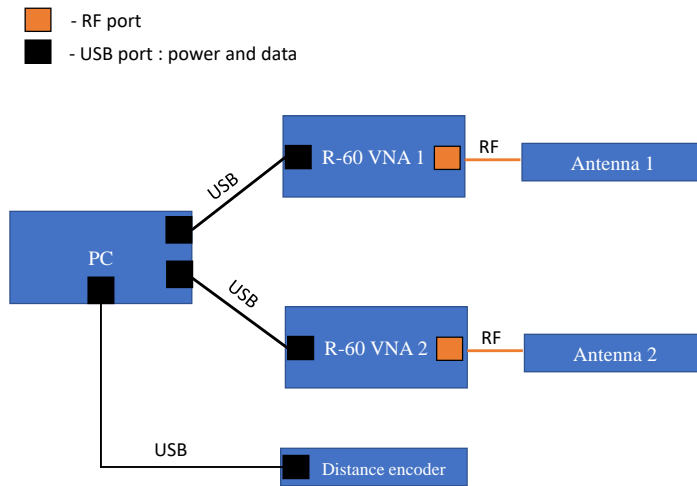 - RF port
- USB port : power and data
R-60 VNA 1
RF
Antenna 1
USB
PC
USB
R-60 VNA 2
RF
Antenna 2
USB
Distance encoder